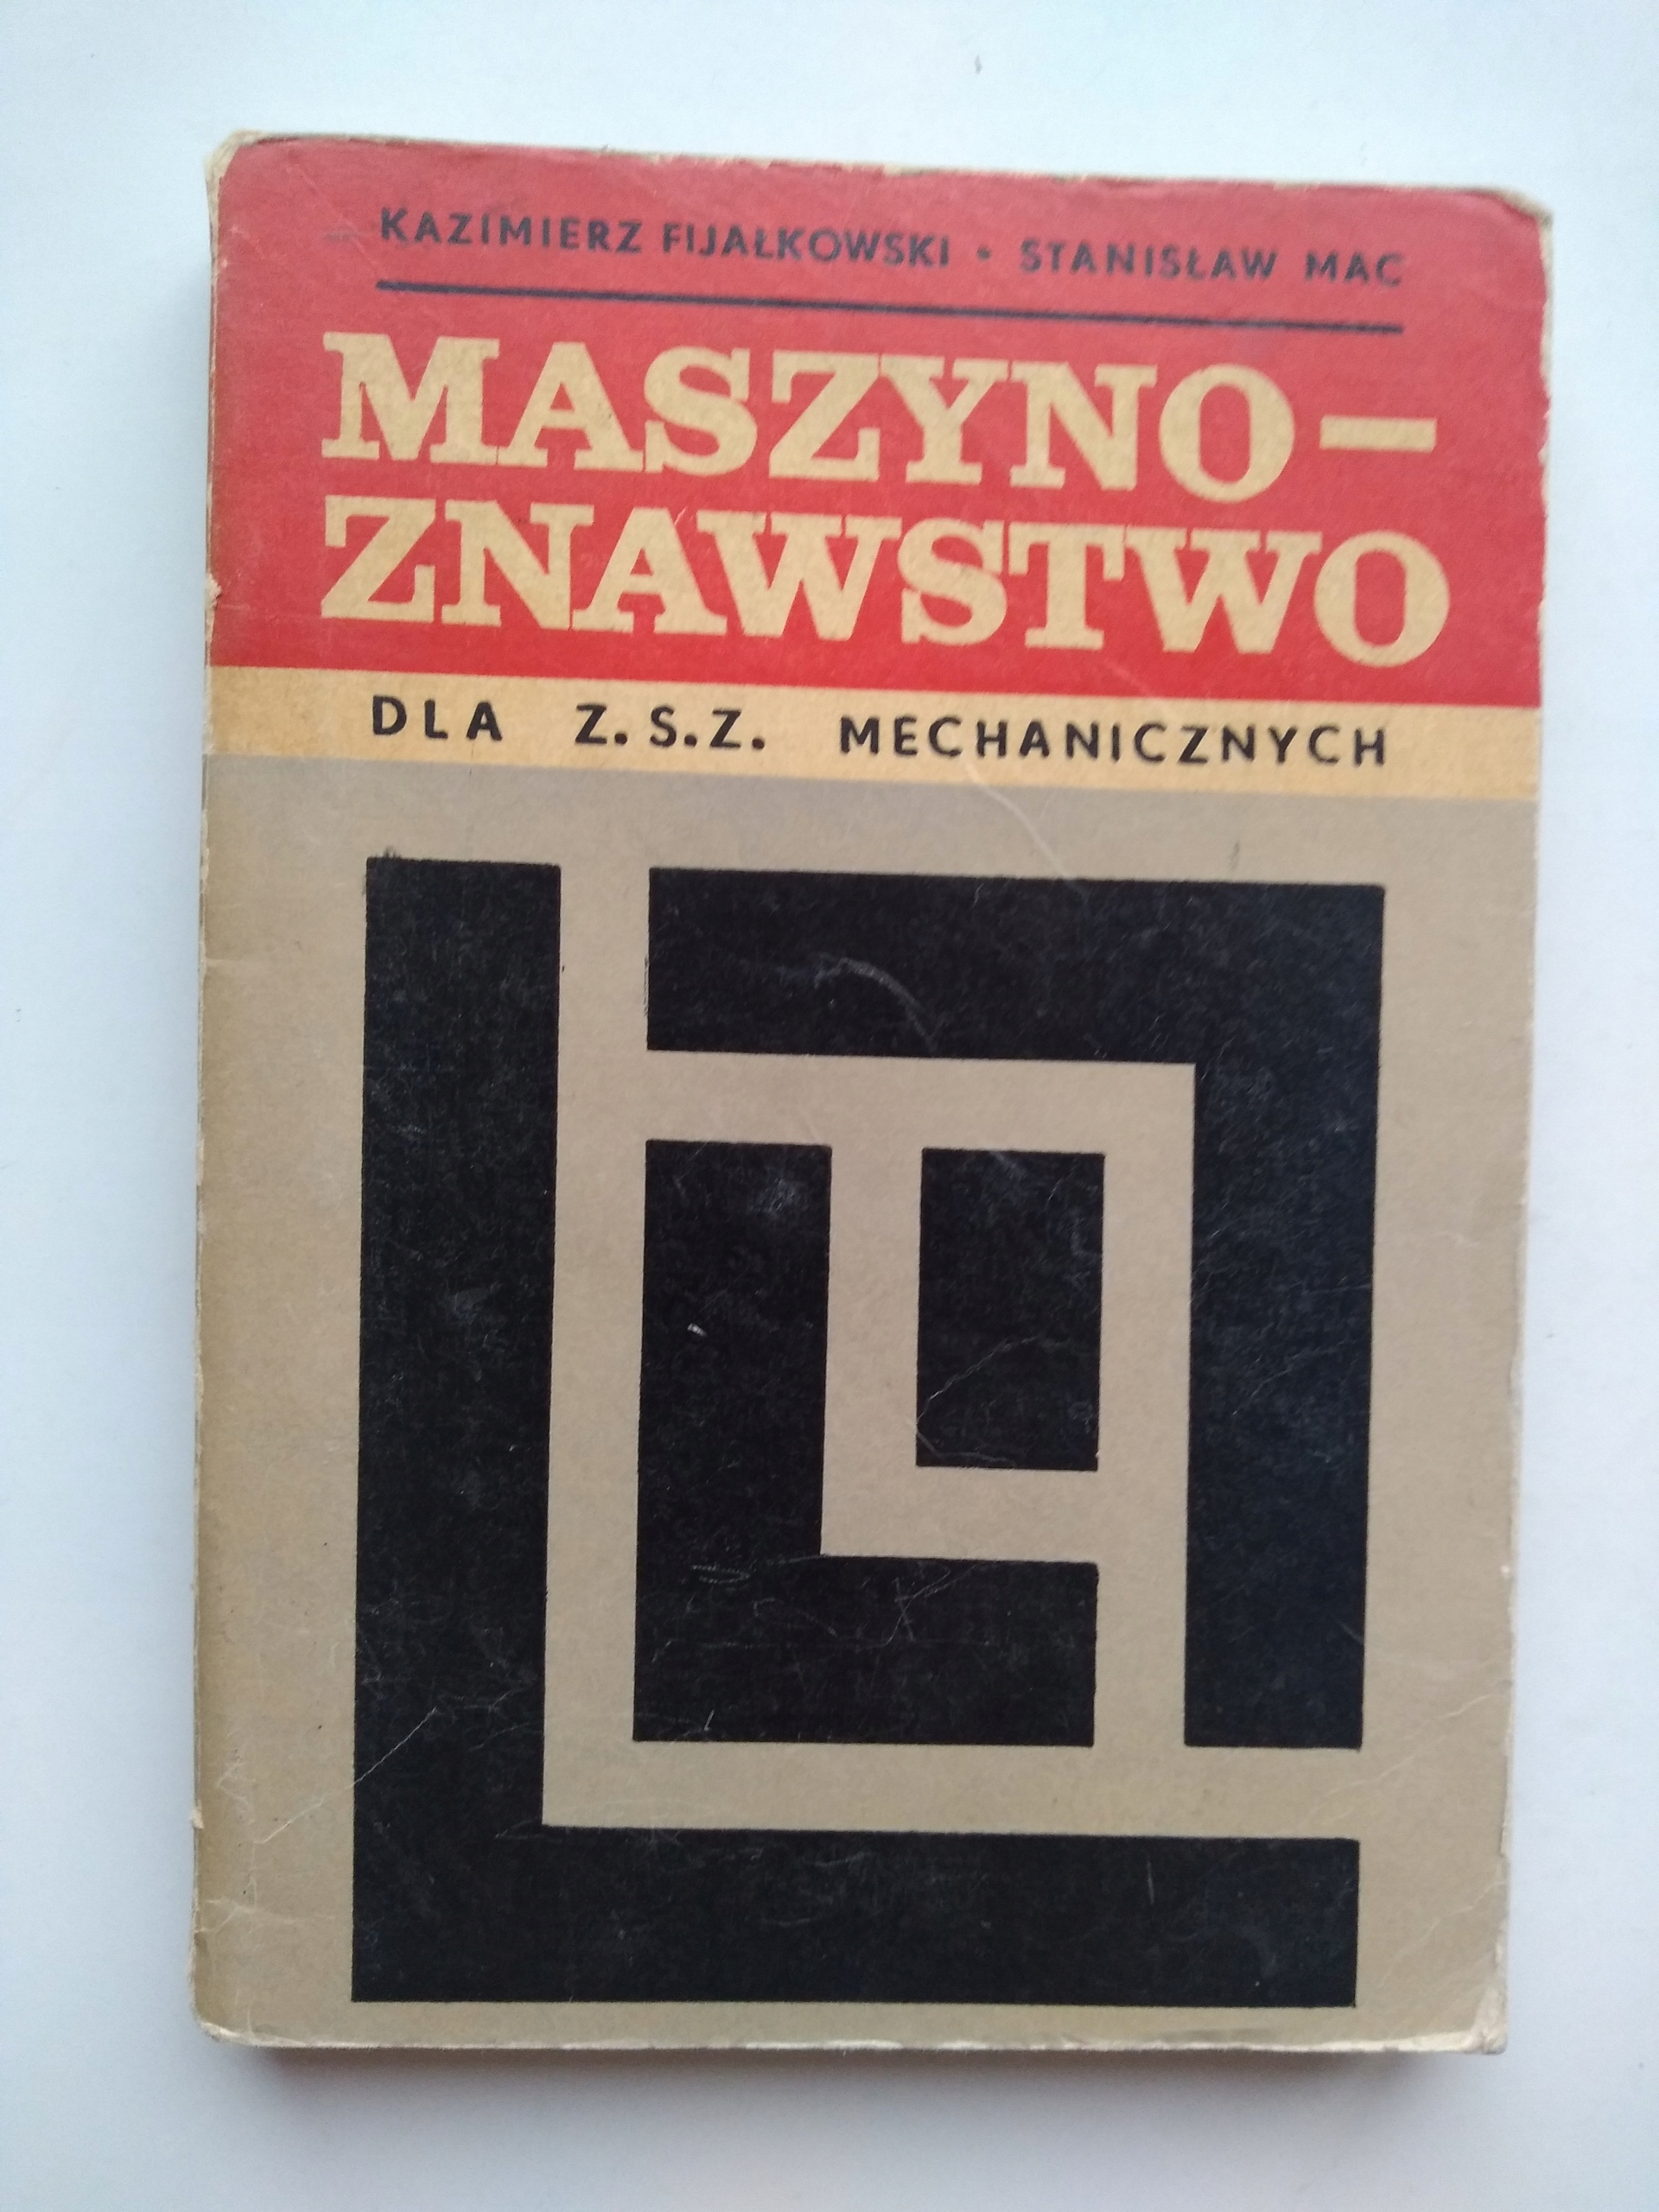 KAZIMIERZ FIJAŁKOWSKI • STANISŁAW MAC
MASZYNO–
ZNAWSTWO
DLA Z.S.Z. MECHANICZNYCH